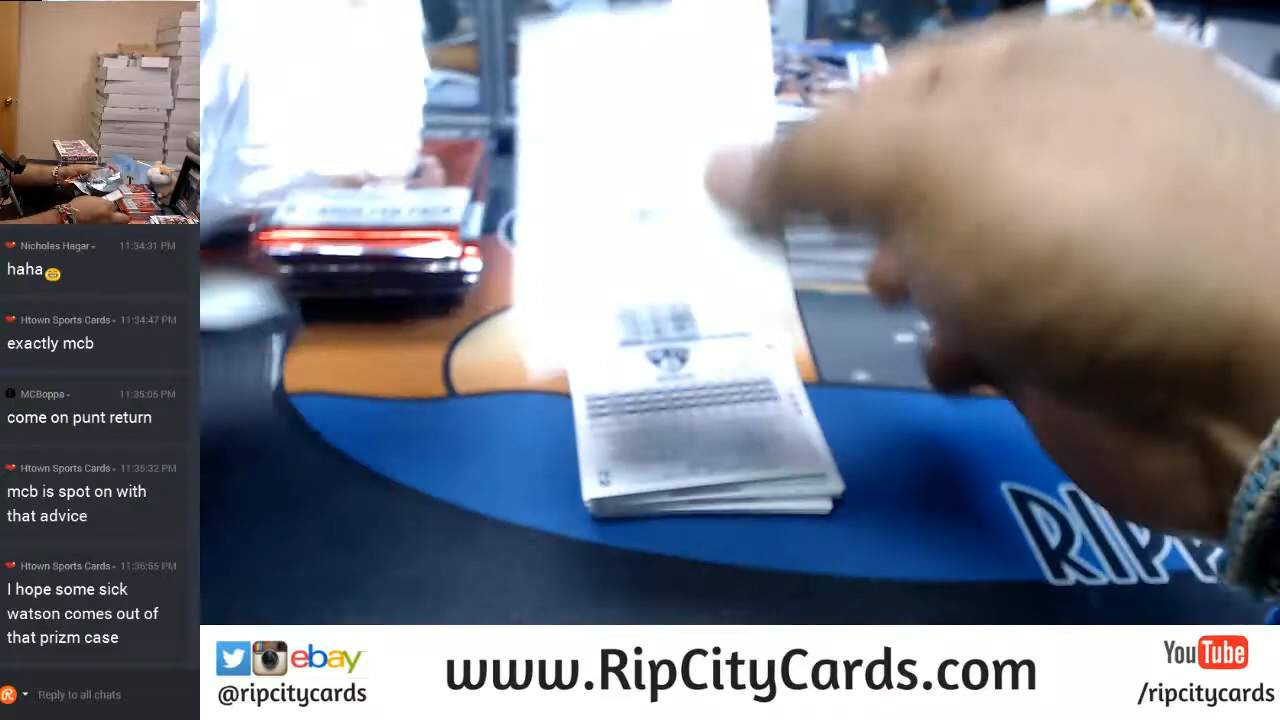 Nicholas Hagar 11:34:31 PM
haha
Htown Sports Cards 11:34:47 PM
exactly mcb
MCBoppa 11:35:05 PM
come on punt return
Htown Sports Cards 11:35:32 PM
mcb is spot on with
that advice
Htown Sports Cards 11:36:55 PM
I hope some sick
watson comes out of
that prizm case
Reply to all chats
RIPP
ebay
@ripcitycards
www.RipCityCards.com
YouTube
/ripcitycards